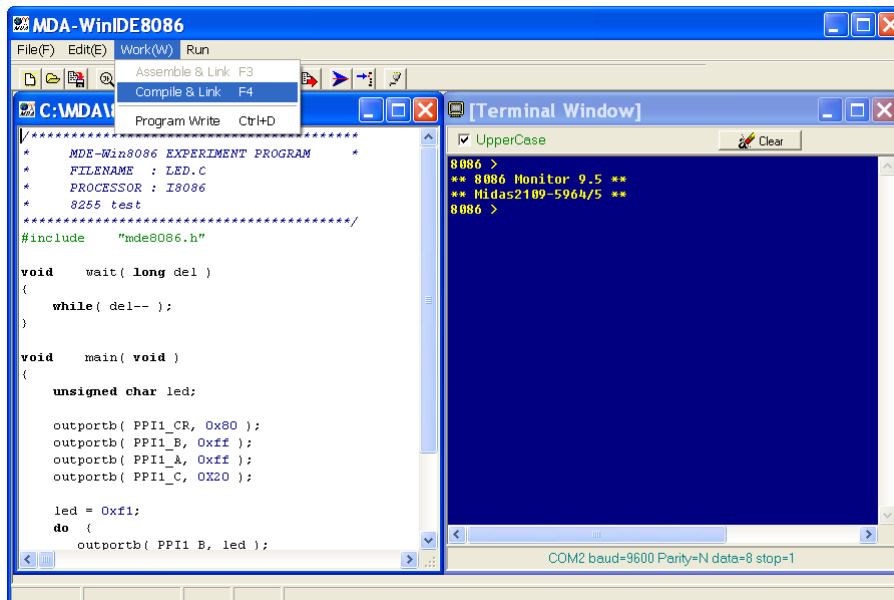 MDA-WinIDE8086
File(F) Edit(E) Work(W) Run
Assemble & Link F3
Compile & Link F4
Program Write Ctrl+D
C:\MDA\
/*****************************************
* MDE-Win8086 EXPERIMENT PROGRAM *
* FILENAME : LED.C
* PROCESSOR : I8086
* 8255 test
*****************************************/
#include "mde8086.h"
void wait( long del )
{
while( del-- );
}
void main( void )
{
unsigned char led;
outportb( PPI1_CR, 0x80 );
outportb( PPI1_B, 0xff );
outportb( PPI1_A, 0xff );
outportb( PPI1_C, 0X20 );
led = 0xf1;
do {
outportb( PPI1_B, led );
[Terminal Window]
UpperCase
Clear
8086 >
** 8086 Monitor 9.5 **
** Midas2109-5964/5 **
8086 >
COM2 baud=9600 Parity=N data=8 stop=1